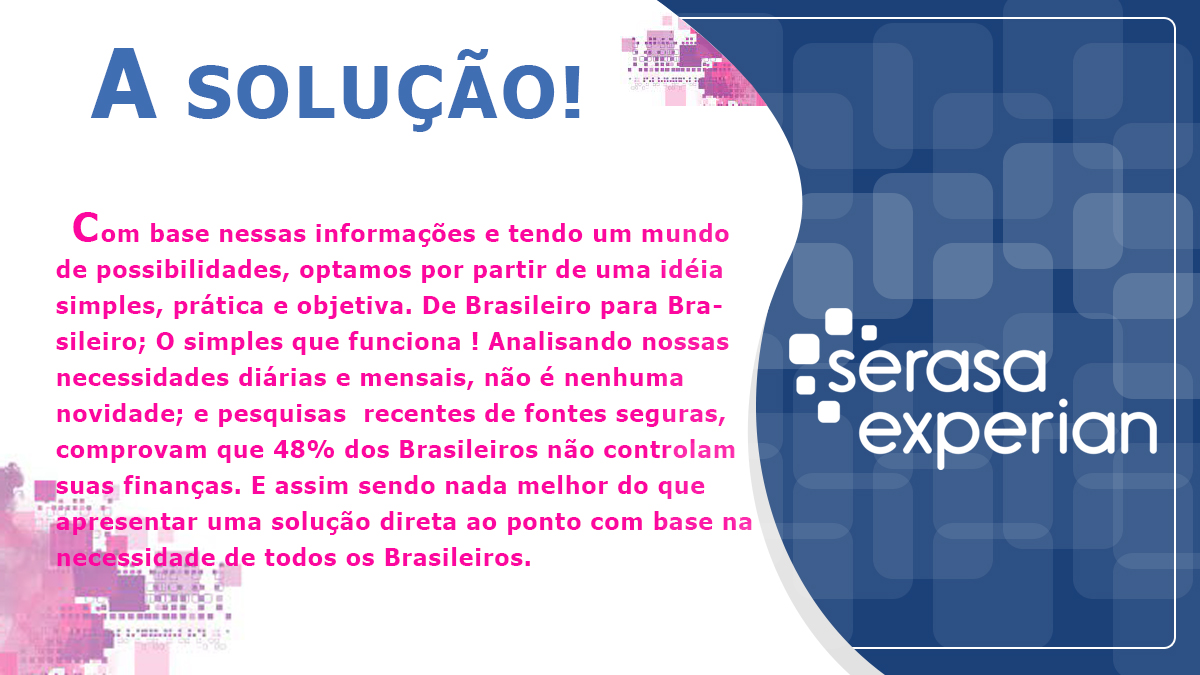 A SOLUÇÃO!
Com base nessas informações e tendo um mundo
de possibilidades, optamos por partir de uma idéia
simples, prática e objetiva. De Brasileiro para Bra-
sileiro; O simples que funciona ! Analisando nossas
necessidades diárias e mensais, não é nenhuma
novidade; e pesquisas  recentes de fontes seguras,
comprovam que 48% dos Brasileiros não controlam
suas finanças. E assim sendo nada melhor do que
apresentar uma solução direta ao ponto com base na
necessidade de todos os Brasileiros.
serasa
experian